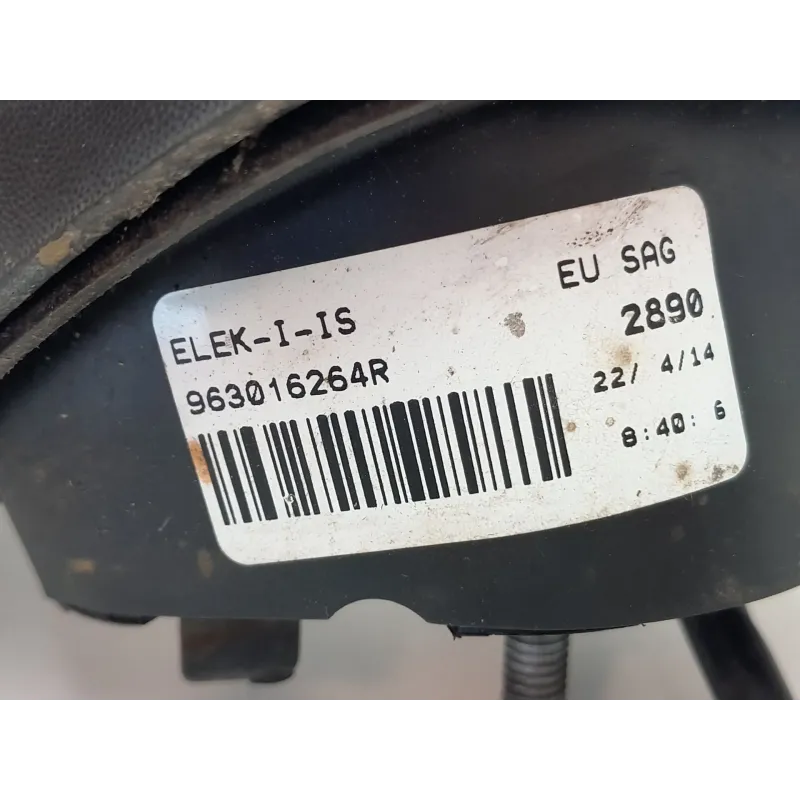 ELEK-I-IS
963016264R
EU SAG
2890
22/ 4/14
8:40: 6